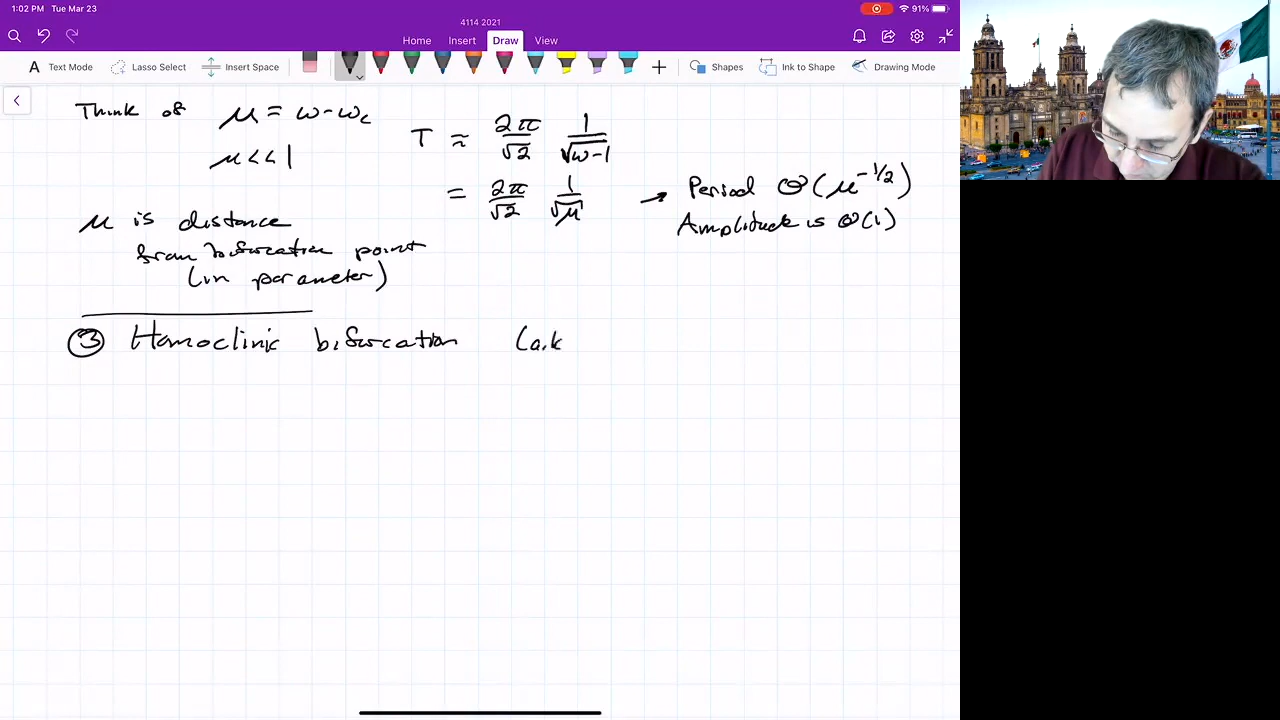 1:02 PM Tue Mar 23
91%
4114 2021
Home Insert Draw View
Text Mode Lasso Select Insert Space Shapes Ink to Shape Drawing Mode
Think of μ = ω-ω_c
μ << 1
T ≈ 2π/√2 1/√ω-1
= 2π/√2 1/√μ
→ Period O(μ^-1/2)
Amplitude is O(1)
μ is distance
from bifurcation point
(in parameter)
③ Homoclinic bifurcation (a.k